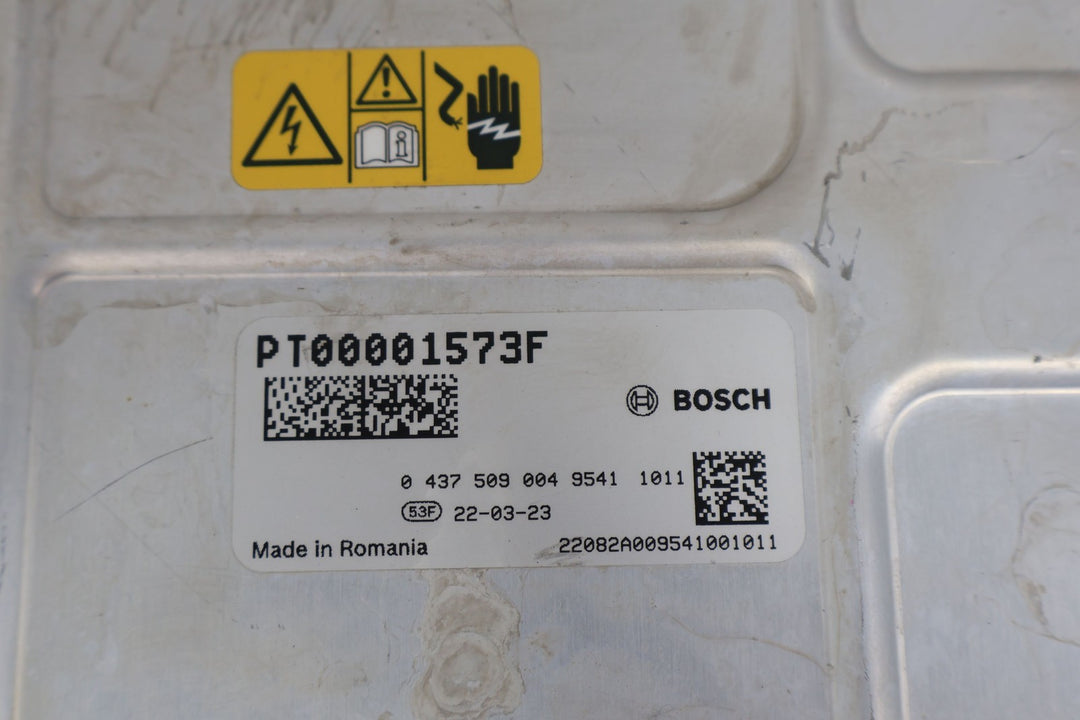 PT00001573F
BOSCH
0 437 509 004 9541 1011
53F 22-03-23
Made in Romania 22082A009541001011